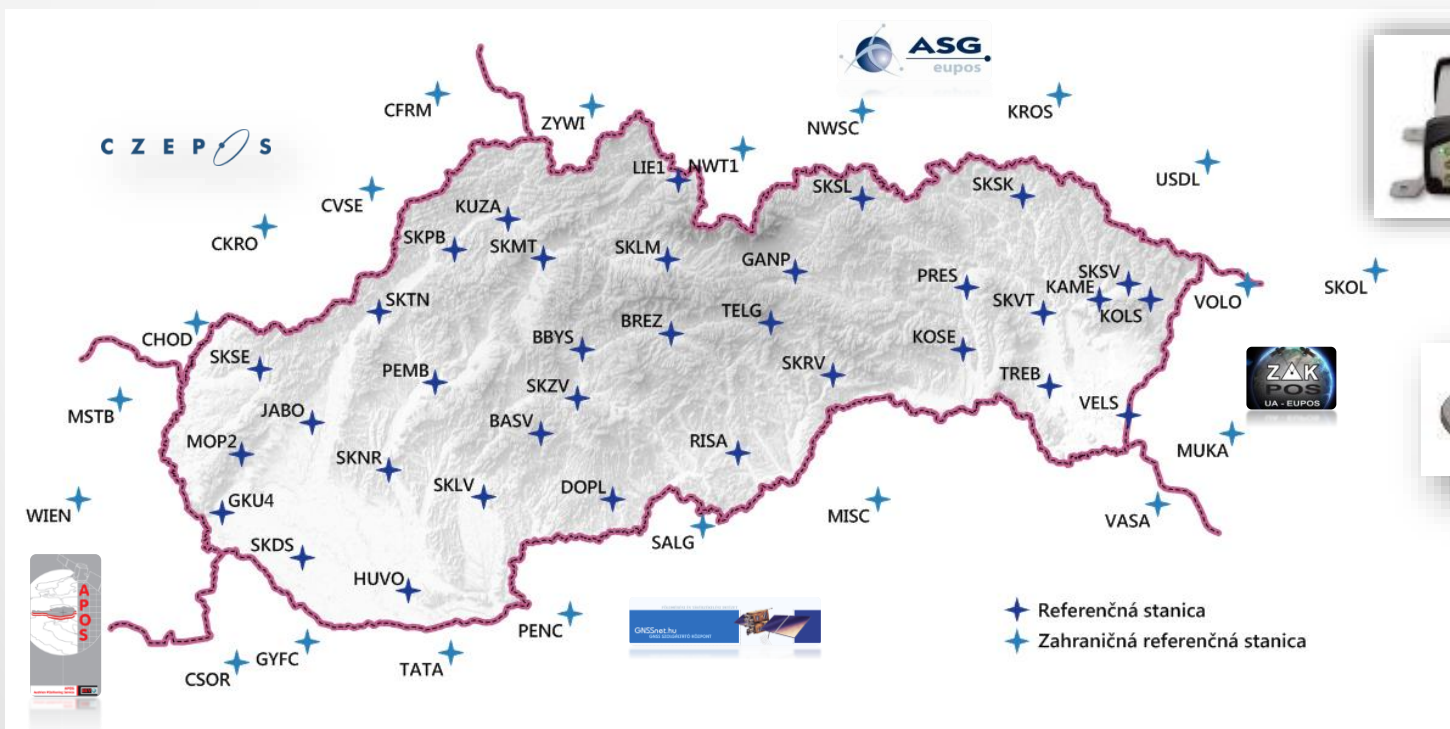 ASG
eupos
CZEPOS
CFRM
ZYWI
NWSC
KROS
LIE1
NWT1
SKSL
SKSK
USDL
CVSE
KUZA
CKRO
SKPB
SKMT
SKLM
GANP
PRES
SKSV
KAME
SKVT
KOLS
VOLO
SKOL
SKTN
CHOD
BBYS
BREZ
TELG
KOSE
SKSE
PEMB
SKZV
SKRV
TREB
ZAK
POS
UA - EUPOS
MSTB
JABO
BASV
VELS
MOP2
SKNR
RISA
MUKA
SKLV
DOPL
GKU4
WIEN
MISC
VASA
SKDS
SALG
HUVO
APOS
PENC
GNSSnet.hu
GNSS SZOLGÁLTATÓ KÖZPONT
Referenčná stanica
Zahraničná referenčná stanica
GYFC
TATA
CSOR